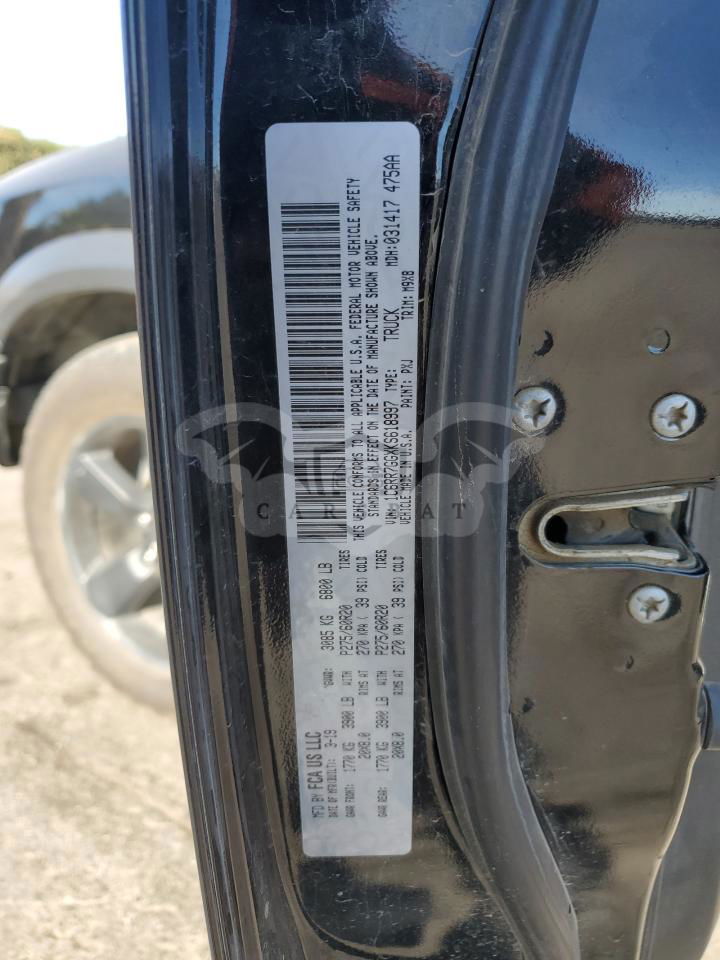 MFD BY FCA US LLC
DATE OF MFR(BUILT): 3-19
GVWR: 3085 KG 6800 LB
GAWR FRONT: 1770 KG 3900 LB WITH P275/60R20 TIRES
20X8.0 RIMS AT 270 KPA( 39 PSI) COLD
GAWR REAR: 1770 KG 3900 LB WITH P275/60R20 TIRES
20X8.0 RIMS AT 270 KPA( 39 PSI) COLD
THIS VEHICLE CONFORMS TO ALL APPLICABLE U.S.A. FEDERAL MOTOR VEHICLE SAFETY
STANDARDS IN EFFECT ON THE DATE OF MANUFACTURE SHOWN ABOVE.
VIN: 1C6RR7GGXKS618997 TYPE: TRUCK MDH:031417 475AA
VEHICLE MADE IN U.S.A. PAINT: PXJ TRIM: M9X8